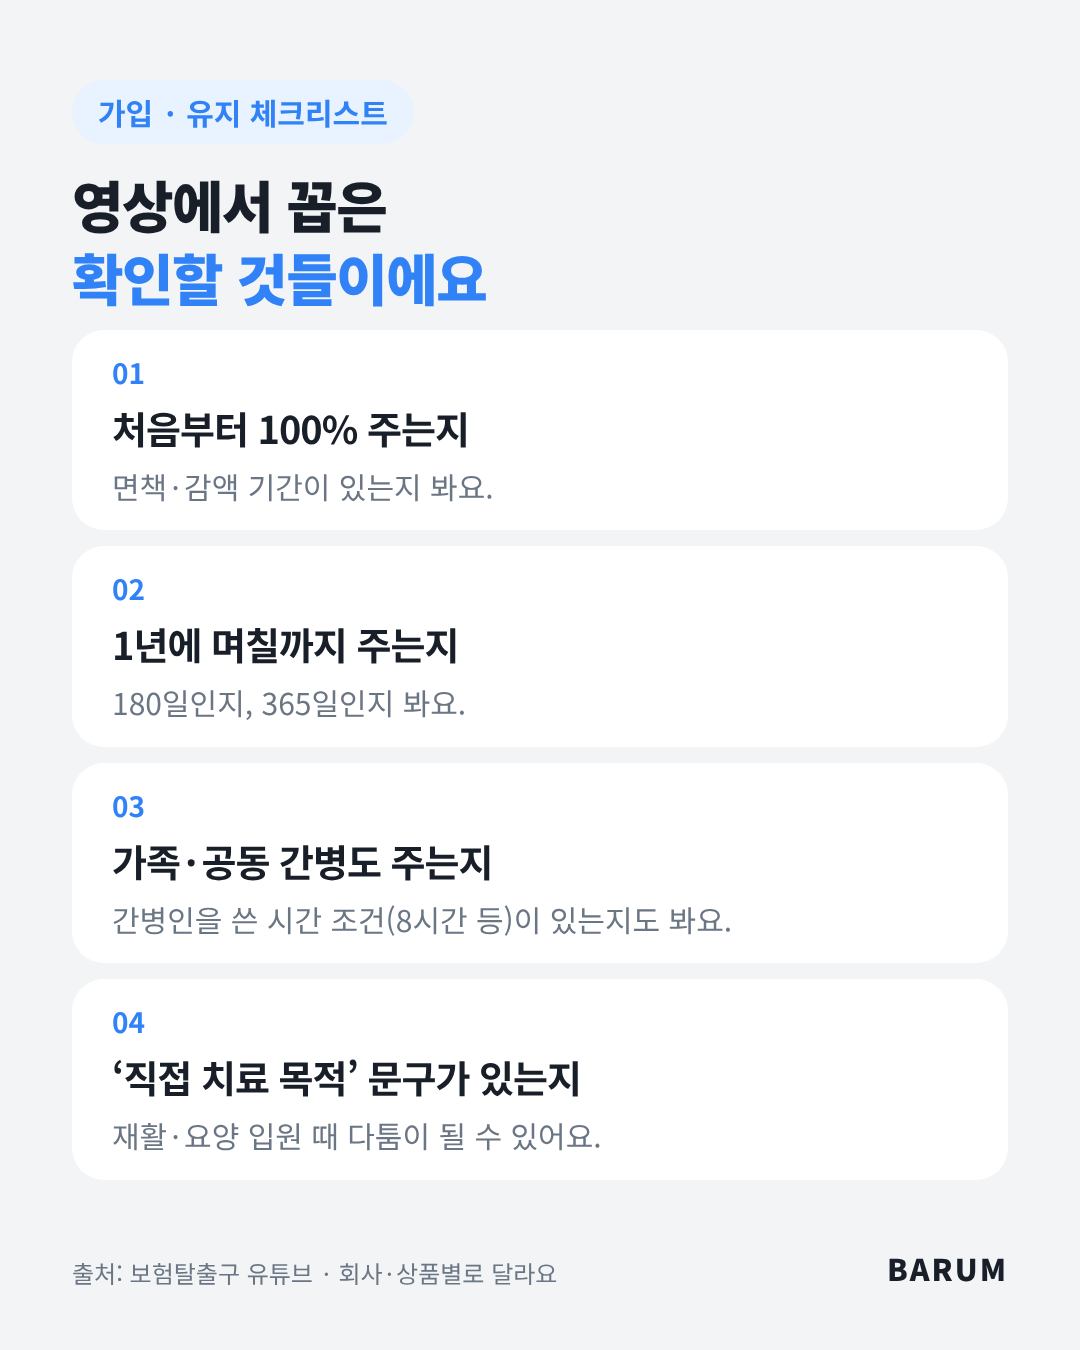 가입 · 유지 체크리스트
영상에서 꼽은
확인할 것들이에요
01
처음부터 100% 주는지
면책·감액 기간이 있는지 봐요.
02
1년에 며칠까지 주는지
180일인지, 365일인지 봐요.
03
가족·공동 간병도 주는지
간병인을 쓴 시간 조건(8시간 등)이 있는지도 봐요.
04
‘직접 치료 목적’ 문구가 있는지
재활·요양 입원 때 다툼이 될 수 있어요.
출처: 보험탈출구 유튜브 · 회사·상품별로 달라요
BARUM